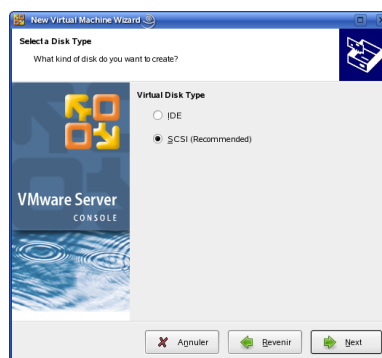 New Virtual Machine Wizard
Select a Disk Type
What kind of disk do you want to create?
Virtual Disk Type
IDE
SCSI (Recommended)
VMware Server
CONSOLE
Annuler
Revenir
Next